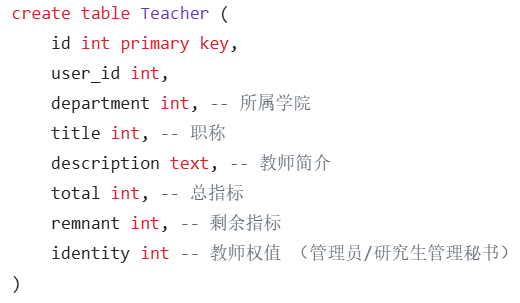 create table Teacher (
    id int primary key,
    user_id int,
    department int, -- 所属学院
    title int, -- 职称
    description text, -- 教师简介
    total int, -- 总指标
    remnant int, -- 剩余指标
    identity int -- 教师权值 （管理员/研究生管理秘书）
)